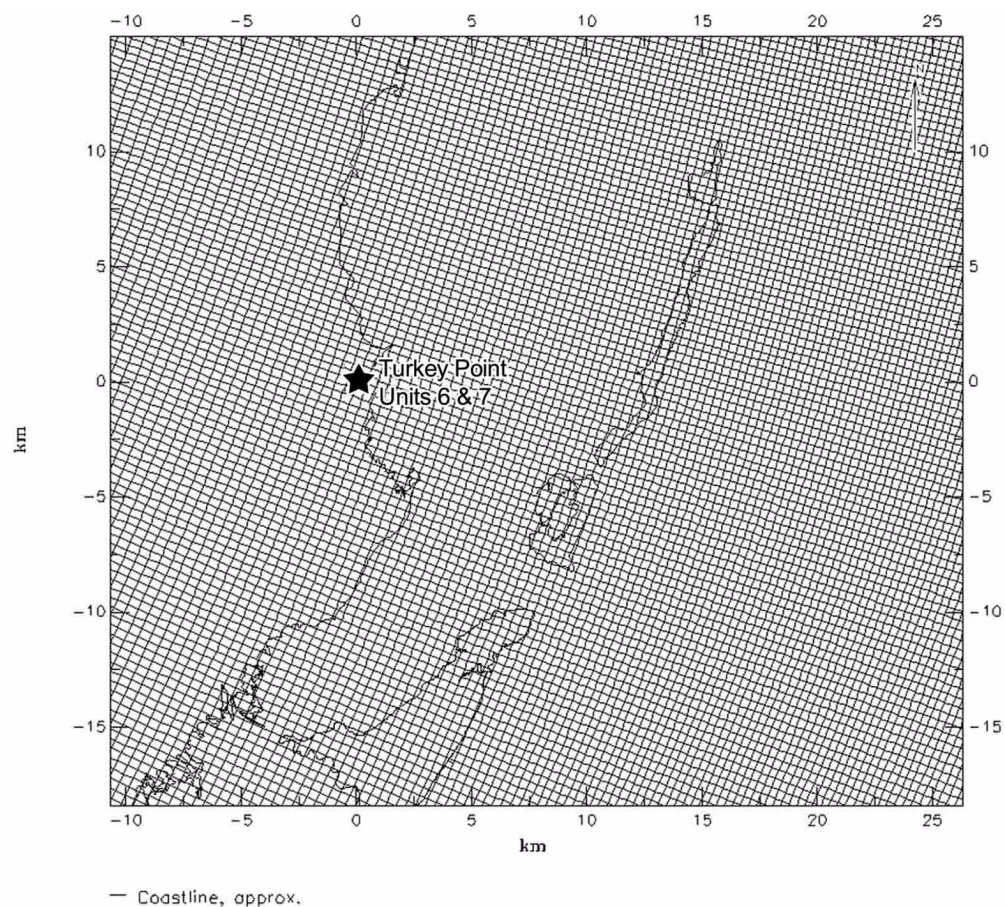 −10 −5 0 5 10 15 20 25
N
10 10
5 5
Turkey Point
0 0
Units 6 & 7
km
−5 −5
−10 −10
−15 −15
−10 −5 0 5 10 15 20 25
km
— Coastline, approx.